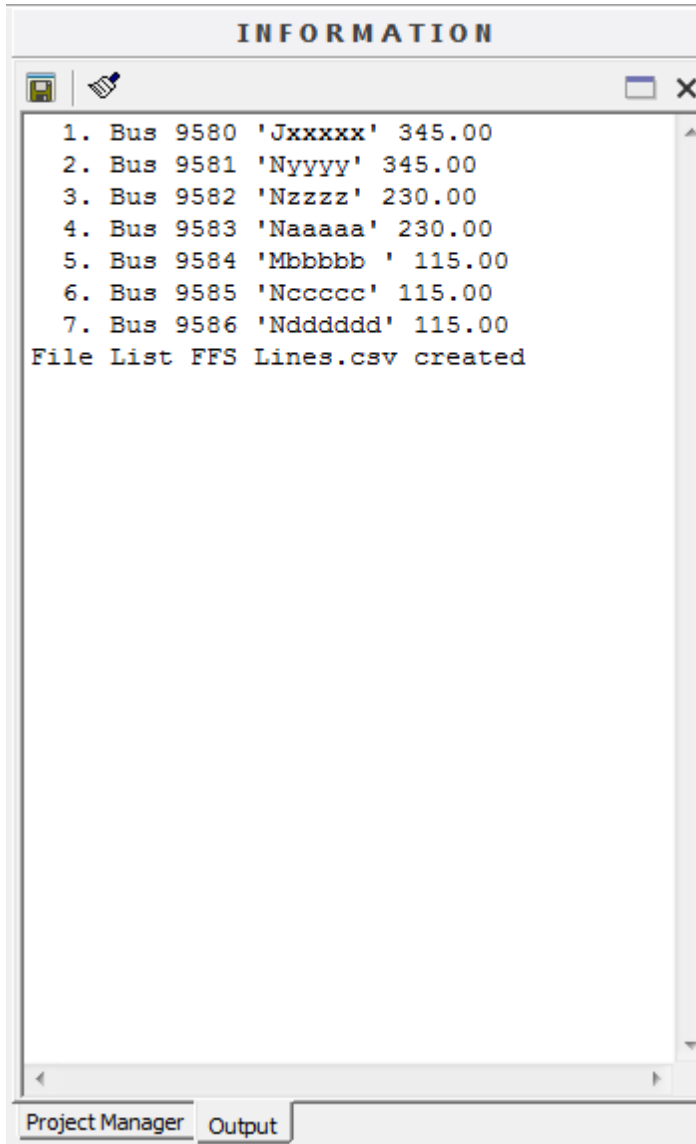 INFORMATION
1. Bus 9580 'Jxxxxx' 345.00
2. Bus 9581 'Nyyyy' 345.00
3. Bus 9582 'Nzzzz' 230.00
4. Bus 9583 'Naaaaa' 230.00
5. Bus 9584 'Mbbbbb ' 115.00
6. Bus 9585 'Nccccc' 115.00
7. Bus 9586 'Ndddddd' 115.00
File List FFS Lines.csv created
Project Manager Output